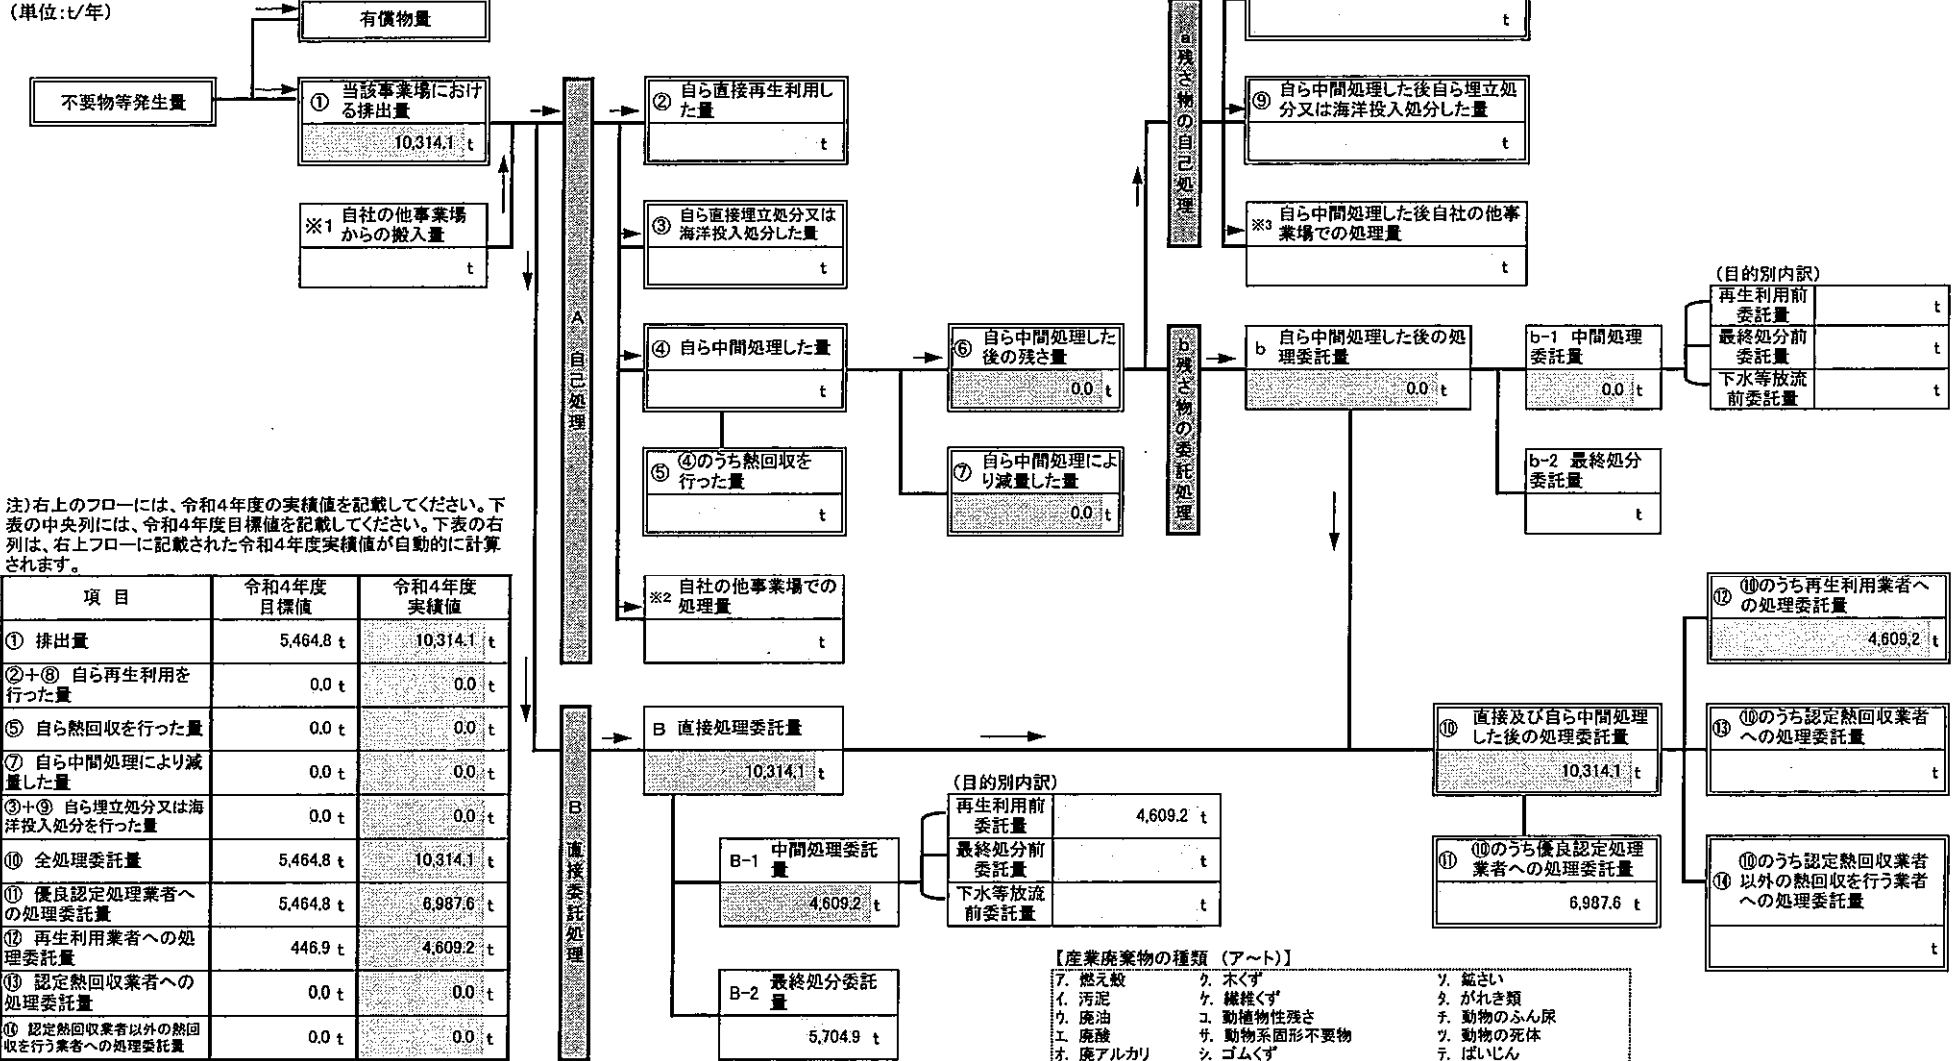 (単位:t/年)
有償物量
不要物等発生量
① 当該事業場におけ
る排出量
10,314.1 t
※1 自社の他事業場
からの搬入量
t
A 自己処理
② 自ら直接再生利用し
た量
t
③ 自ら直接埋立処分又は
海洋投入処分した量
t
④ 自ら中間処理した量
t
⑤ ④のうち熱回収を
行った量
t
※2 自社の他事業場での
処理量
t
⑥ 自ら中間処理した
後の残さ量
0.0 t
⑦ 自ら中間処理によ
り減量した量
0.0 t
a残さ物の自己処理
t
⑨ 自ら中間処理した後自ら埋立処
分又は海洋投入処分した量
t
※3 自ら中間処理した後自社の他事
業場での処理量
t
b残さ物の委託処理
b 自ら中間処理した後の処
理委託量
0.0 t
b-1 中間処理
委託量
0.0 t
b-2 最終処分
委託量
t
(目的別内訳)
再生利用前
委託量 t
最終処分前
委託量 t
下水等放流
前委託量 t
注)右上のフローには、令和4年度の実績値を記載してください。下
表の中央列には、令和4年度目標値を記載してください。下表の右
列は、右上フローに記載された令和4年度実績値が自動的に計算
されます。
項 目 令和4年度 目標値 令和4年度 実績値
① 排出量 5,464.8 t 10,314.1 t
②+⑧ 自ら再生利用を
行った量 0.0 t 0.0 t
⑤ 自ら熱回収を行った量 0.0 t 0.0 t
⑦ 自ら中間処理により減
量した量 0.0 t 0.0 t
③+⑨ 自ら埋立処分又は海
洋投入処分を行った量 0.0 t 0.0 t
⑩ 全処理委託量 5,464.8 t 10,314.1 t
⑪ 優良認定処理業者へ
の処理委託量 5,464.8 t 6,987.6 t
⑫ 再生利用業者への処
理委託量 446.9 t 4,609.2 t
⑬ 認定熱回収業者への
処理委託量 0.0 t 0.0 t
⑭ 認定熱回収業者以外の熱回
収を行う業者への処理委託量 0.0 t 0.0 t
B 直接委託処理
B 直接処理委託量
10,314.1 t
B-1 中間処理委託
量
4,609.2 t
B-2 最終処分委託
量
5,704.9 t
(目的別内訳)
再生利用前
委託量 4,609.2 t
最終処分前
委託量 t
下水等放流
前委託量 t
⑩ 直接及び自ら中間処理
した後の処理委託量
10,314.1 t
⑪ ⑩のうち優良認定処理
業者への処理委託量
6,987.6 t
⑫ ⑩のうち再生利用業者へ
の処理委託量
4,609.2 t
⑬ ⑩のうち認定熱回収業者
への処理委託量
t
⑭ ⑩のうち認定熱回収業者
以外の熱回収を行う業者
への処理委託量
t
【産業廃棄物の種類 (ア～ト)】
ア. 燃え殻 ク. 木くず ソ. 鉱さい
イ. 汚泥 ケ. 繊維くず タ. がれき類
ウ. 廃油 コ. 動植物性残さ チ. 動物のふん尿
エ. 廃酸 サ. 動物系固形不要物 ツ. 動物の死体
オ. 廃アルカリ シ. ゴムくず テ. ばいじん